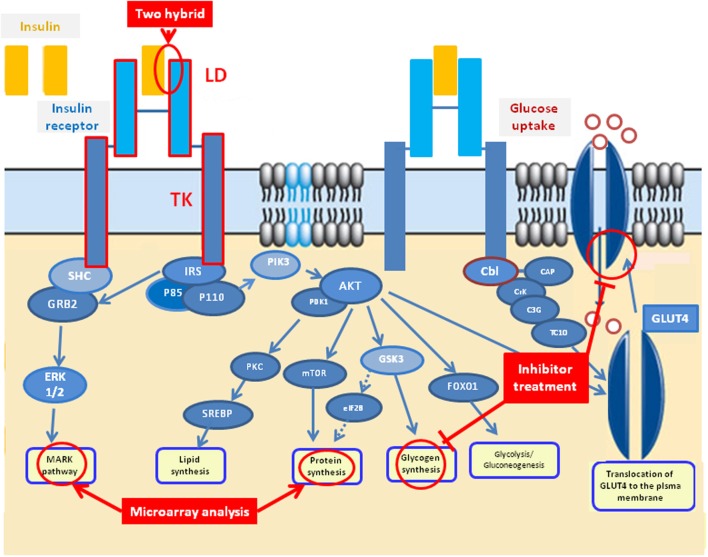 Two hybrid
Insulin
LD
Insulin
receptor
Glucose
uptake
TK
SHC
GRB2
IRS
P85
P110
PIK3
AKT
PDK1
Cbl
CAP
CrK
C3G
TC10
GLUT4
ERK
1/2
PKC
SREBP
mTOR
GSK3
eIF2B
FOXO1
Inhibitor
treatment
MARK
pathway
Lipid
synthesis
Protein
synthesis
Glycogen
synthesis
Glycolysis/
Gluconeogenesis
Translocation of
GLUT4 to the plsma
membrane
Microarray analysis